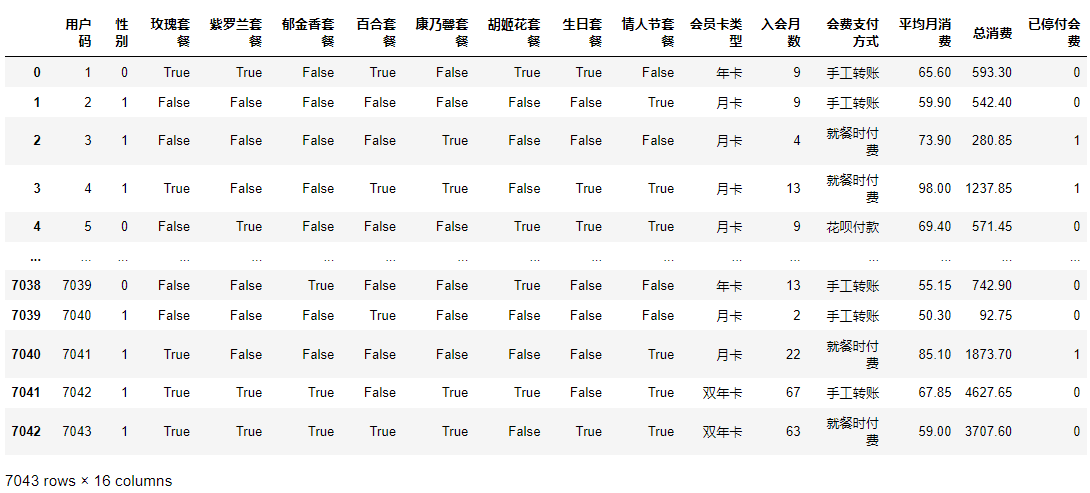 用户码 性别 玫瑰套餐 紫罗兰套餐 郁金香套餐 百合套餐 康乃馨套餐 胡姬花套餐 生日套餐 情人节套餐 会员卡类型 入会月数 会费支付方式 平均月消费 总消费 已停付会费
0 1 0 True True False True False True True False 年卡 9 手工转账 65.60 593.30 0
1 2 1 False False False False False False False True 月卡 9 手工转账 59.90 542.40 0
2 3 1 False False False False True False False False 月卡 4 就餐时付费 73.90 280.85 1
3 4 1 True False False True True False True True 月卡 13 就餐时付费 98.00 1237.85 1
4 5 0 False True False False True True True False 月卡 9 花呗付款 69.40 571.45 0
... ... ... ... ... ... ... ... ... ... ... ... ... ... ... ... ...
7038 7039 0 False False True False False True False False 年卡 13 手工转账 55.15 742.90 0
7039 7040 1 False False False True False False False False 月卡 2 手工转账 50.30 92.75 0
7040 7041 1 True False False False False False False True 月卡 22 就餐时付费 85.10 1873.70 1
7041 7042 1 True True True False True True False True 双年卡 67 手工转账 67.85 4627.65 0
7042 7043 1 True True True True True False True True 双年卡 63 就餐时付费 59.00 3707.60 0
7043 rows × 16 columns